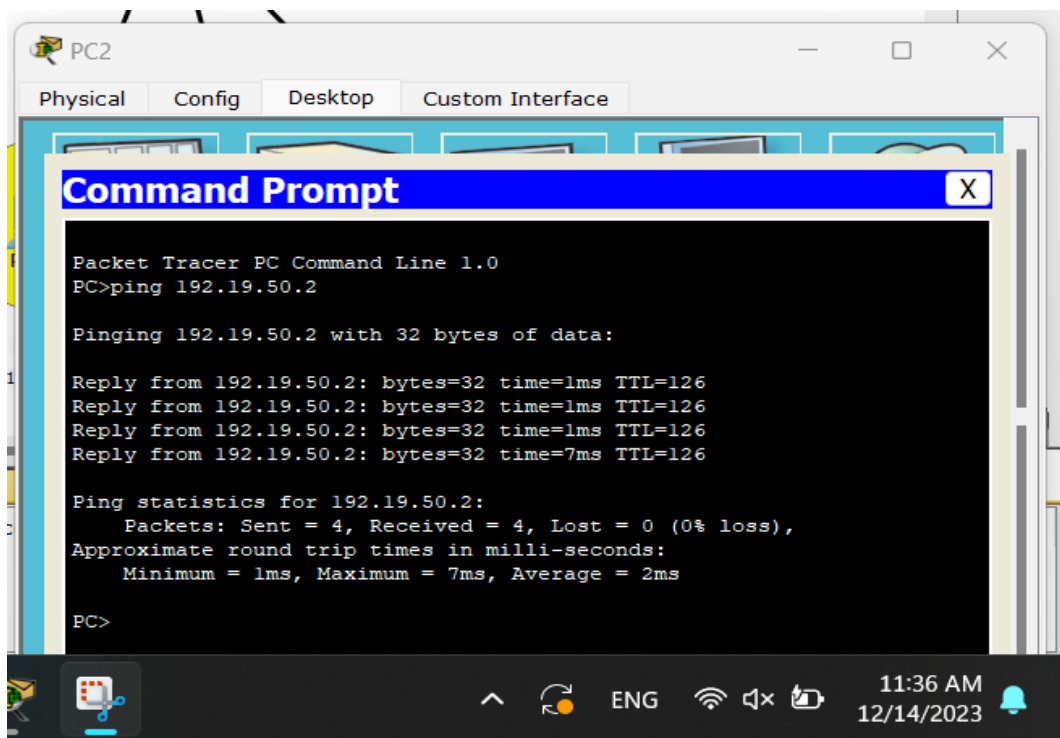 PC2
Physical Config Desktop Custom Interface
Command Prompt X
Packet Tracer PC Command Line 1.0
PC>ping 192.19.50.2
Pinging 192.19.50.2 with 32 bytes of data:
Reply from 192.19.50.2: bytes=32 time=1ms TTL=126
Reply from 192.19.50.2: bytes=32 time=1ms TTL=126
Reply from 192.19.50.2: bytes=32 time=1ms TTL=126
Reply from 192.19.50.2: bytes=32 time=7ms TTL=126
Ping statistics for 192.19.50.2:
Packets: Sent = 4, Received = 4, Lost = 0 (0% loss),
Approximate round trip times in milli-seconds:
Minimum = 1ms, Maximum = 7ms, Average = 2ms
PC>
ENG
11:36 AM
12/14/2023